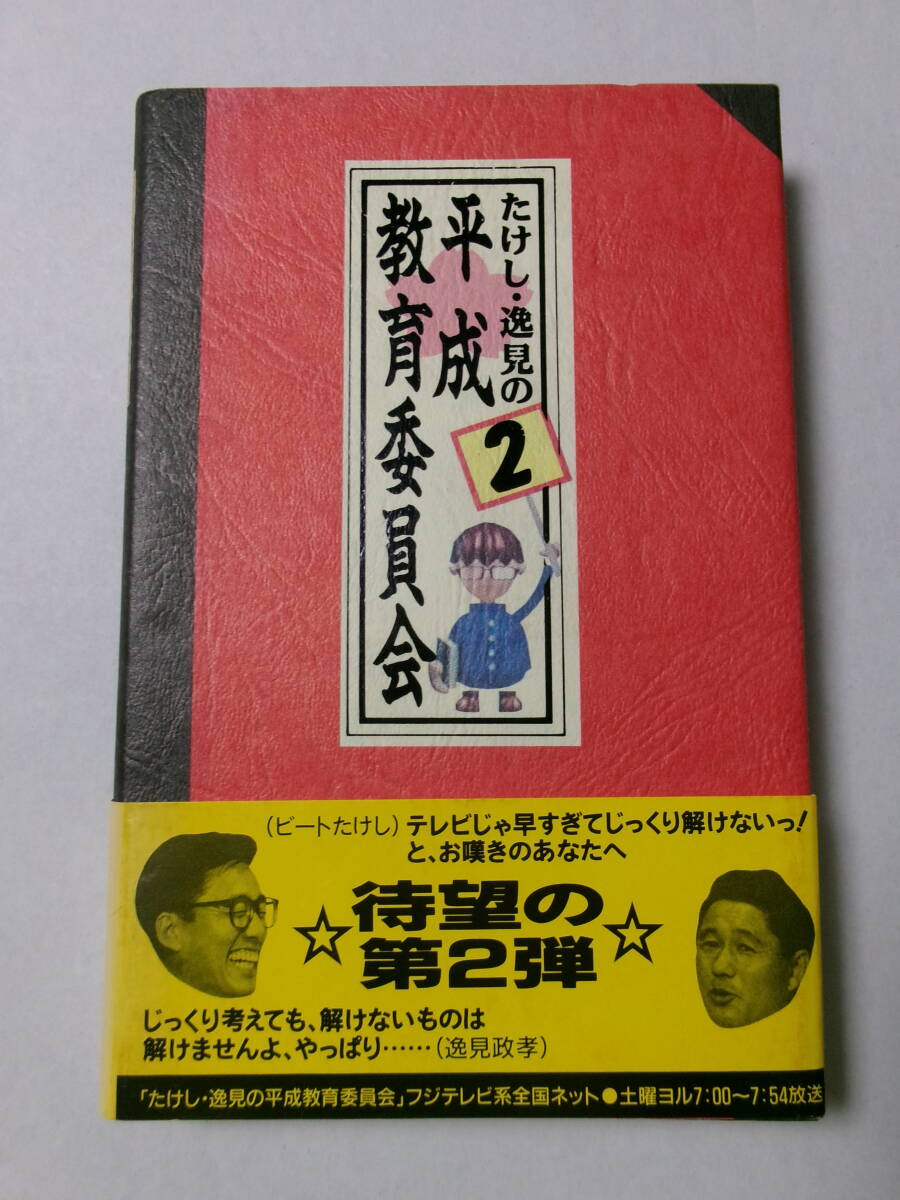 たけし・逸見の
平成
教育委員会
2
(ビートたけし) テレビじゃ早すぎてじっくり解けないっ!
と、お嘆きのあなたへ
☆待望の☆
第2弾
じっくり考えても、解けないものは
解けませんよ、やっぱり……(逸見政孝)
「たけし・逸見の平成教育委員会」フジテレビ系全国ネット●土曜ヨル7:00〜7:54放送